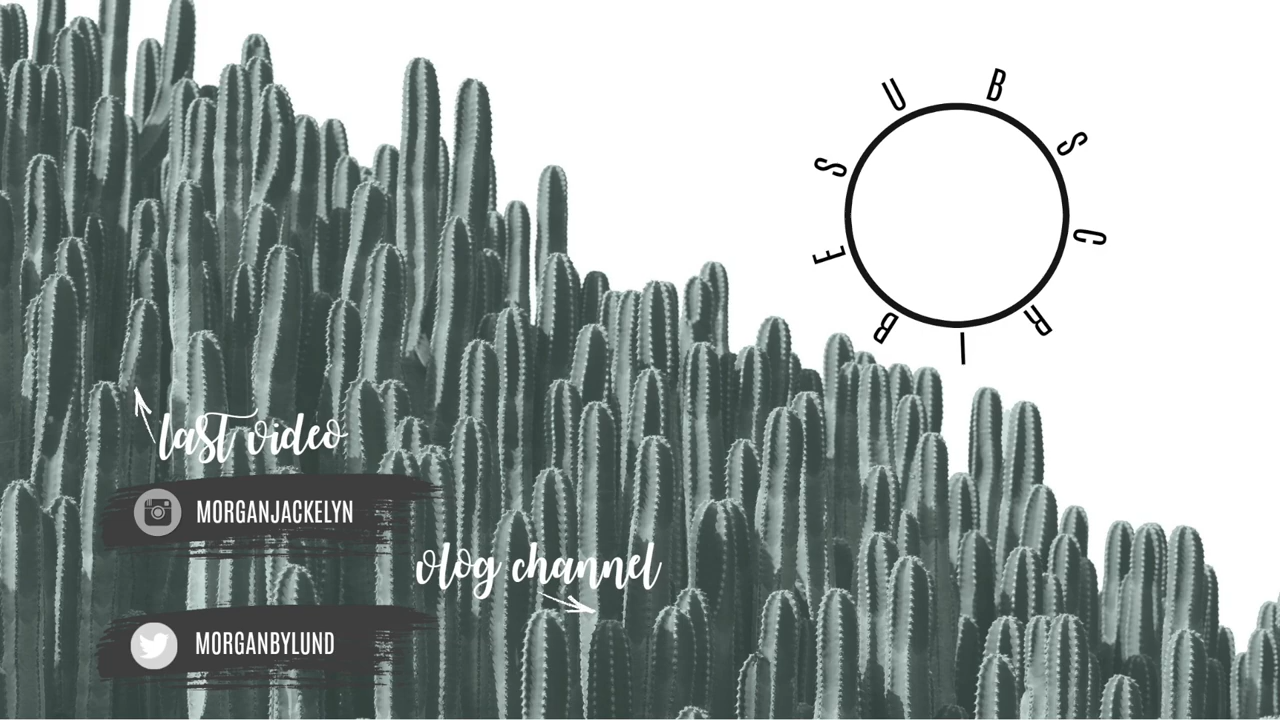 SUBSCRIBE
last video
MORGANJACKELYN
vlog channel
MORGANBYLUND